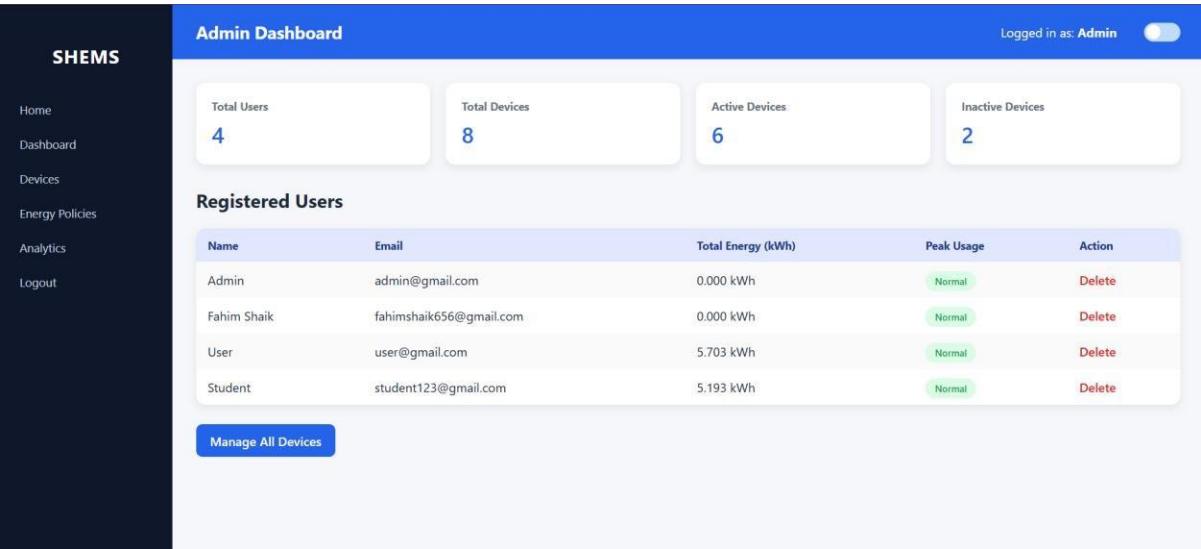 SHEMS
Home
Dashboard
Devices
Energy Policies
Analytics
Logout
Admin Dashboard
Logged in as: Admin
Total Users
4
Total Devices
8
Active Devices
6
Inactive Devices
2
Registered Users
Name Email Total Energy (kWh) Peak Usage Action
Admin admin@gmail.com 0.000 kWh Normal Delete
Fahim Shaik fahimshaik656@gmail.com 0.000 kWh Normal Delete
User user@gmail.com 5.703 kWh Normal Delete
Student student123@gmail.com 5.193 kWh Normal Delete
Manage All Devices